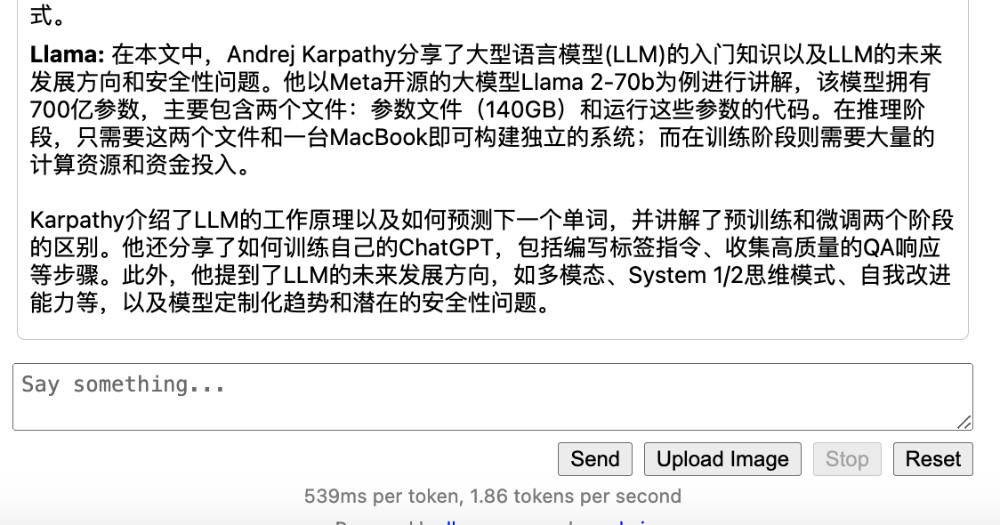 式。
Llama: 在本文中，Andrej Karpathy分享了大型语言模型(LLM)的入门知识以及LLM的未来
发展方向和安全性问题。他以Meta开源的大模型Llama 2-70b为例进行讲解，该模型拥有
700亿参数，主要包含两个文件：参数文件（140GB）和运行这些参数的代码。在推理阶
段，只需要这两个文件和一台MacBook即可构建独立的系统；而在训练阶段则需要大量的
计算资源和资金投入。
Karpathy介绍了LLM的工作原理以及如何预测下一个单词，并讲解了预训练和微调两个阶段
的区别。他还分享了如何训练自己的ChatGPT，包括编写标签指令、收集高质量的QA响应
等步骤。此外，他提到了LLM的未来发展方向，如多模态、System 1/2思维模式、自我改进
能力等，以及模型定制化趋势和潜在的安全性问题。
Say something...
Send Upload Image Stop Reset
539ms per token, 1.86 tokens per second